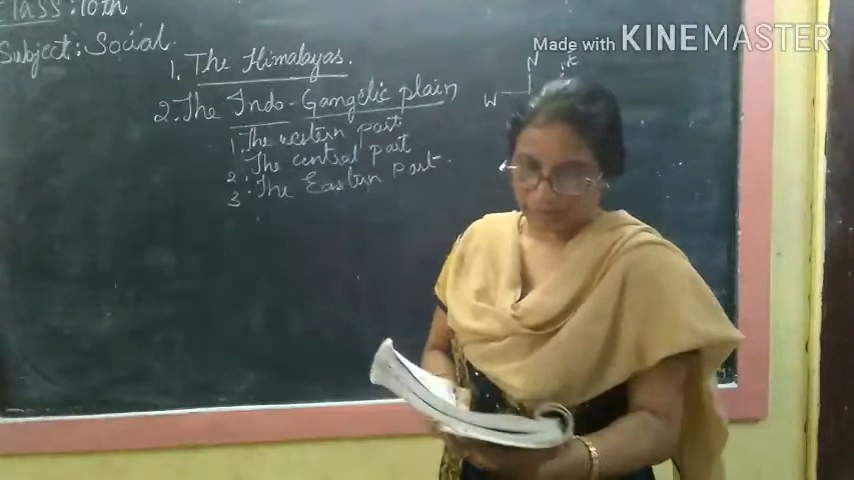 Class: 10th
Subject: Social.
1. The Himalayas.
2. The Indo-Gangelic plain
1. The western part
2. The central part
3. The Eastern part.
N
W
Made with KINEMASTER